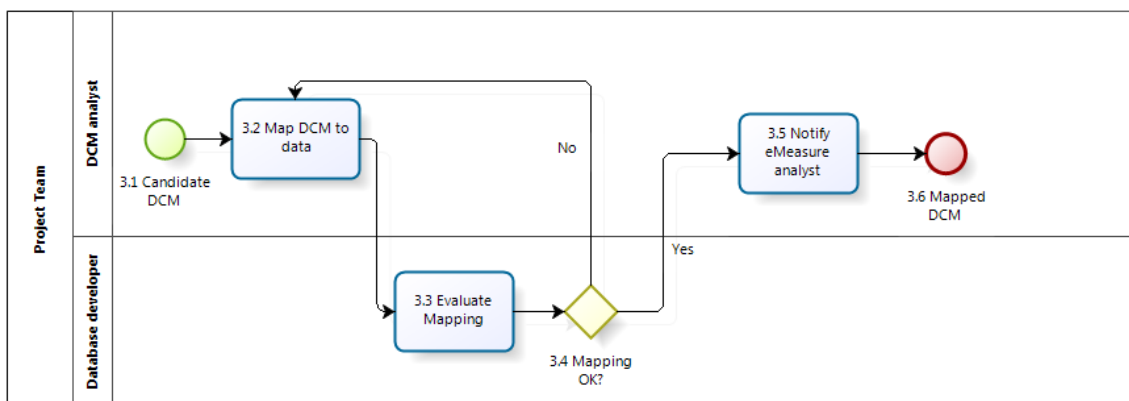 Project Team
DCM analyst
3.1 Candidate
DCM
3.2 Map DCM to
data
No
3.5 Notify
eMeasure
analyst
3.6 Mapped
DCM
Database developer
3.3 Evaluate
Mapping
3.4 Mapping
OK?
Yes